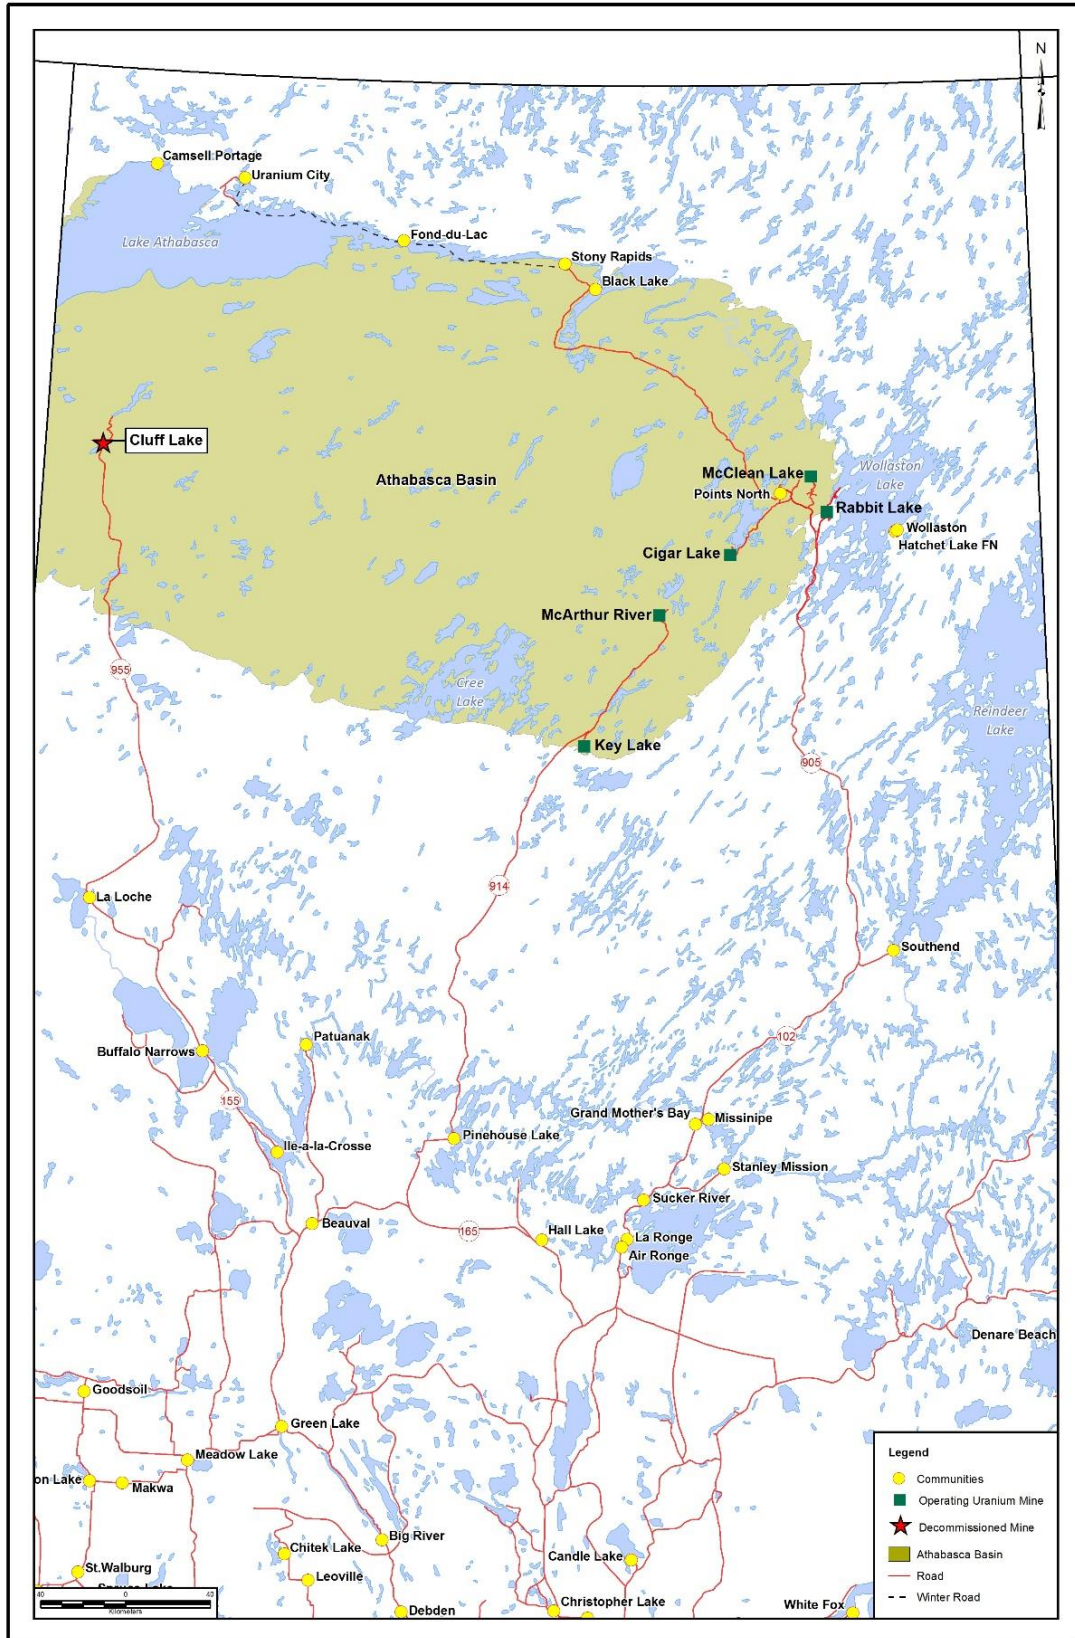 N
Camsell Portage
Uranium City
Lake Athabasca
Fond-du-Lac
Stony Rapids
Black Lake
Cluff Lake
Athabasca Basin
McClean Lake
Points North
Wollaston
Lake
Rabbit Lake
Wollaston
Hatchet Lake FN
Cigar Lake
McArthur River
955
Cree
Lake
Reindeer
Lake
Key Lake
905
914
La Loche
Southend
102
Patuanak
Buffalo Narrows
155
Grand Mother's Bay
Missinipe
Pinehouse Lake
Ile-a-la-Crosse
Stanley Mission
Sucker River
Beauval
165
Hall Lake
La Ronge
Air Ronge
Denare Beach
Goodsoil
Green Lake
Meadow Lake
on Lake
Makwa
Big River
Chitek Lake
Candle Lake
St.Walburg
Leoville
Debden
Christopher Lake
White Fox
40 0 40
Kilometers
Legend
Communities
Operating Uranium Mine
Decommissioned Mine
Athabasca Basin
Road
Winter Road